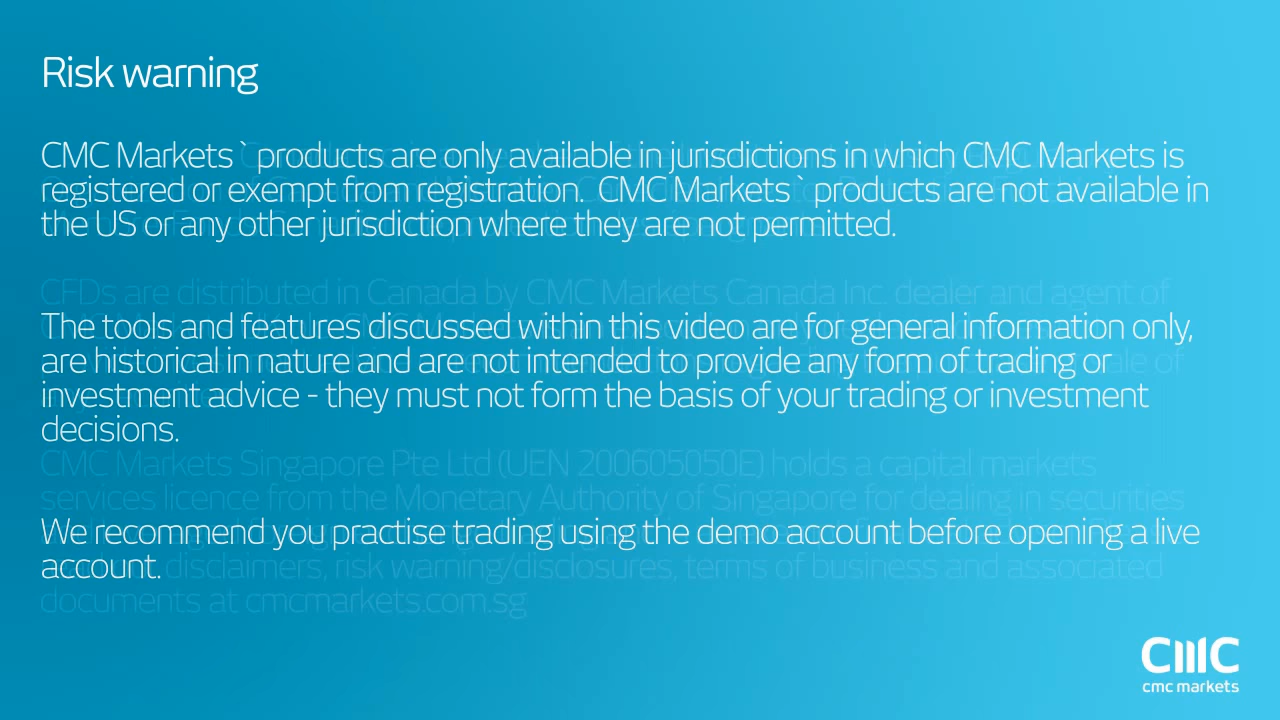 Risk warning
CMC Markets` products are only available in jurisdictions in which CMC Markets is
registered or exempt from registration.  CMC Markets` products are not available in
the US or any other jurisdiction where they are not permitted.
CFDs are distributed in Canada by CMC Markets Canada Inc. dealer and agent of
The tools and features discussed within this video are for general information only,
are historical in nature and are not intended to provide any form of trading or
investment advice - they must not form the basis of your trading or investment
decisions.
CMC Markets Singapore Pte Ltd (UEN 200605050E) holds a capital markets
services licence from the Monetary Authority of Singapore for dealing in securities
We recommend you practise trading using the demo account before opening a live
account.
disclaimers, risk warning/disclosures, terms of business and associated
documents at cmcmarkets.com.sg
CMC
cmc markets